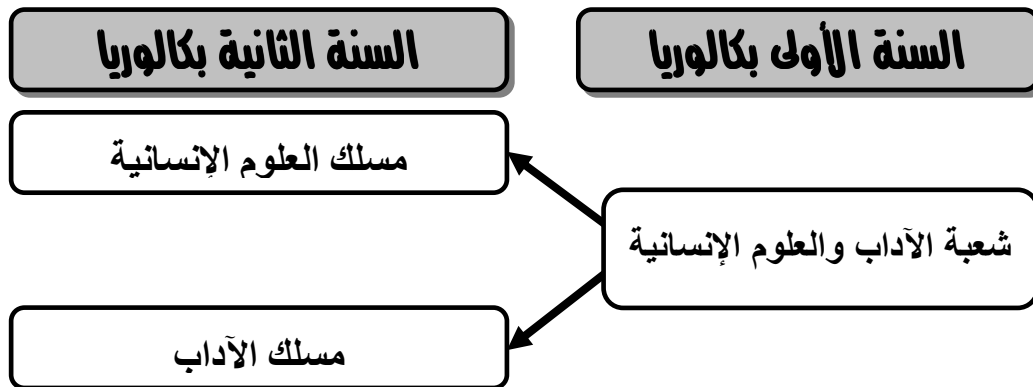 السنة الأولى بكالوريا
السنة الثانية بكالوريا
شعبة الآداب والعلوم الإنسانية
مسلك العلوم الإنسانية
مسلك الآداب